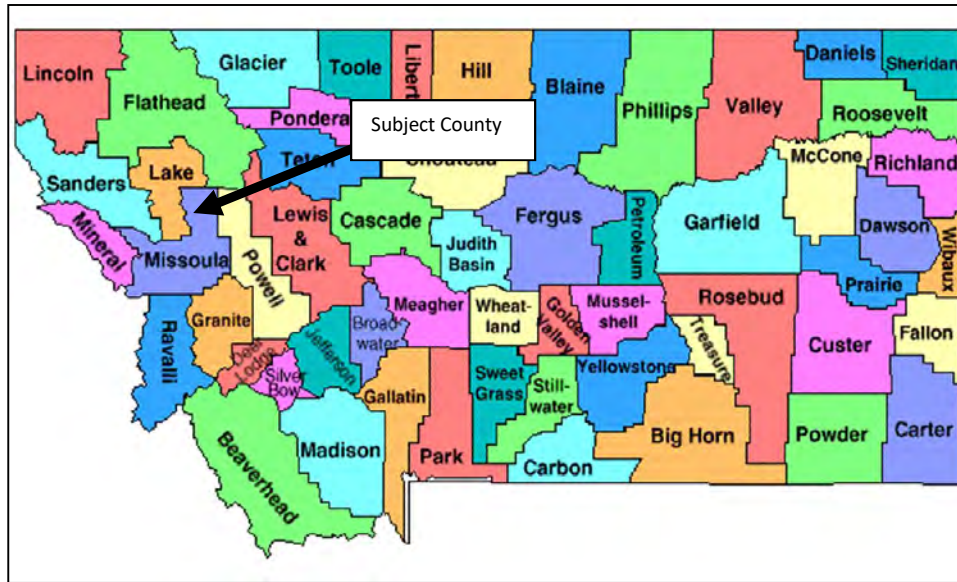 Lincoln
Flathead
Glacier
Toole
Libert
Hill
Blaine
Phillips
Valley
Daniels
Sheridan
Roosevelt
Pondera
Subject County
Teton
Chouteau
McCone
Richland
Sanders
Lake
Mineral
Missoula
Powell
Lewis
&
Clark
Cascade
Judith
Basin
Fergus
Petroleum
Garfield
Dawson
Wibaux
Prairie
Ravalli
Granite
Deer
Lodge
Silver
Bow
Jefferson
Broad-
water
Meagher
Wheat-
land
Golden
Valley
Mussel-
shell
Rosebud
Treasure
Custer
Fallon
Beaverhead
Madison
Gallatin
Park
Sweet
Grass
Still-
water
Yellowstone
Carbon
Big Horn
Powder
Carter